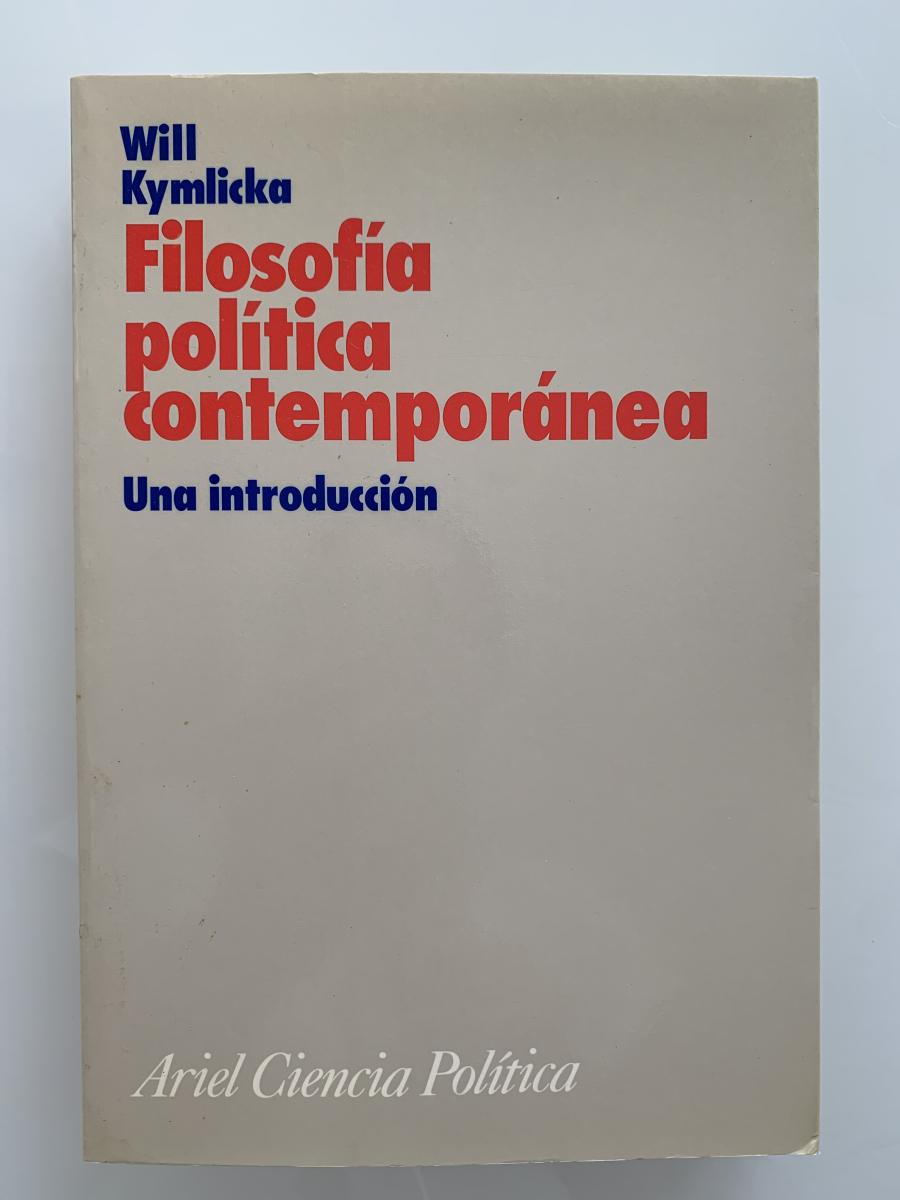 Will
Kymlicka
Filosofía
política
contemporánea
Una introducción
Ariel Ciencia Política